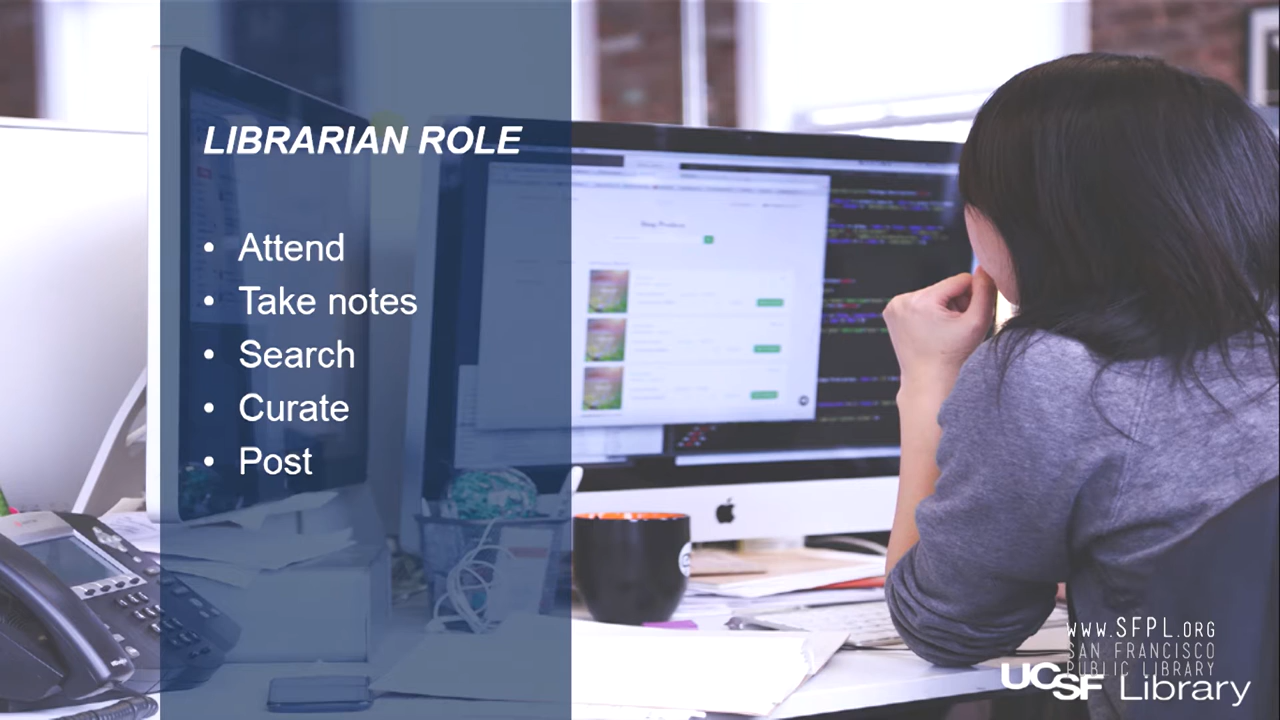 LIBRARIAN ROLE
• Attend
• Take notes
• Search
• Curate
• Post
www.SFPL.ORG
SAN FRANCISCO
PUBLIC LIBRARY
UCSF Library